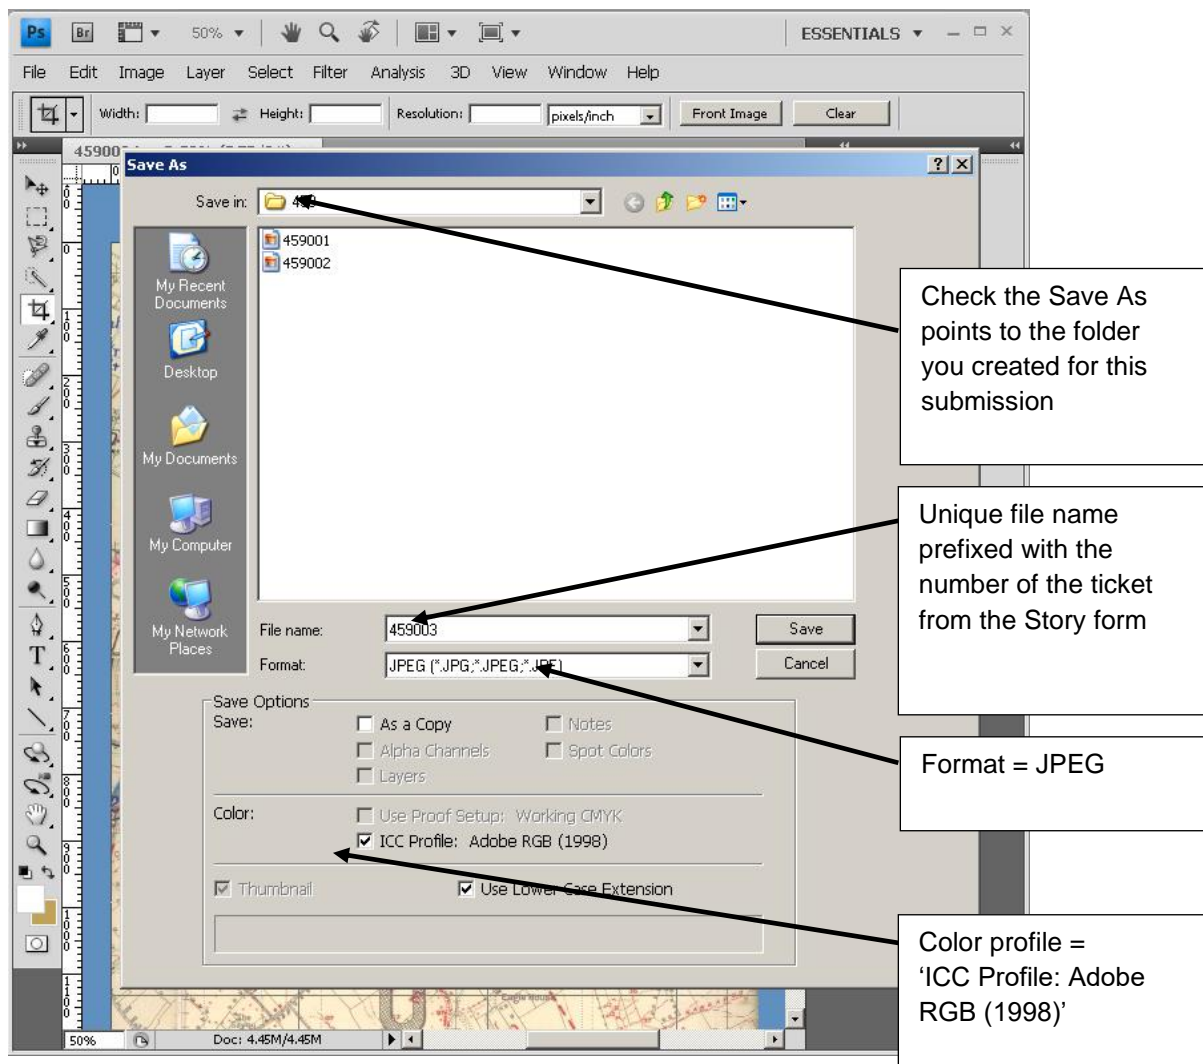 Ps Br 50% ESSENTIALS
File Edit Image Layer Select Filter Analysis 3D View Window Help
Width: Height: Resolution: pixels/inch Front Image Clear
Save As
Save in:
459001
459002
My Recent
Documents
Desktop
My Documents
My Computer
My Network
Places
File name: 459003 Save
Format: JPEG (*.JPG;*.JPEG;*.JPE) Cancel
Save Options
Save: As a Copy Notes
Alpha Channels Spot Colors
Layers
Color: Use Proof Setup: Working CMYK
ICC Profile: Adobe RGB (1998)
Thumbnail Use Lower Case Extension
50% Doc: 4.45M/4.45M
Check the Save As
points to the folder
you created for this
submission
Unique file name
prefixed with the
number of the ticket
from the Story form
Format = JPEG
Color profile =
‘ICC Profile: Adobe
RGB (1998)’